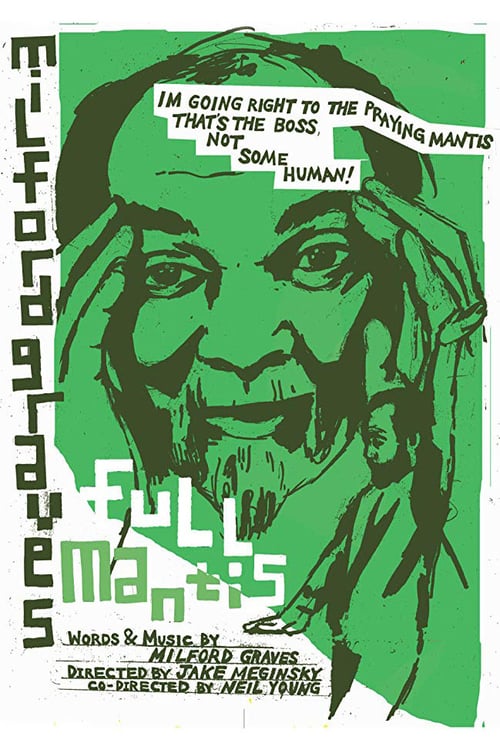 milford graves
I'M GOING RIGHT TO THE PRAYING MANTIS
THAT'S THE BOSS,
NOT
SOME
HUMAN!
fuLL
mantis
WORDS & MUSIC BY
MILFORD GRAVES
DIRECTED BY JAKE MEGINSKY
CO-DIRECTED BY NEIL YOUNG